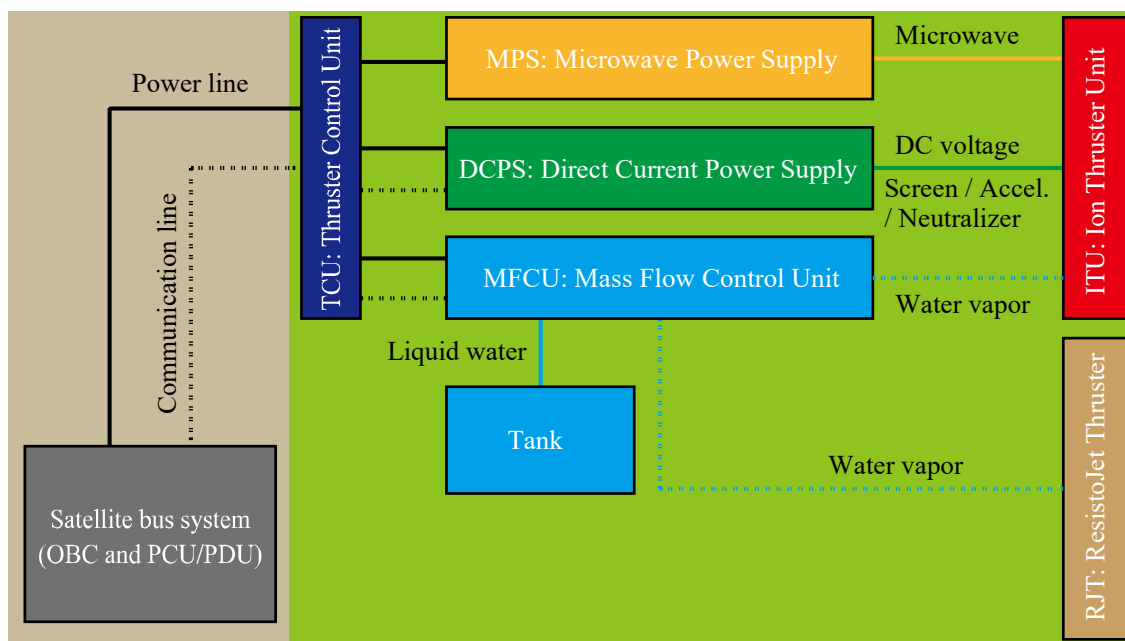 Power line
Communication line
Satellite bus system
(OBC and PCU/PDU)
TCU: Thruster Control Unit
MPS: Microwave Power Supply
Microwave
DCPS: Direct Current Power Supply
DC voltage
Screen / Accel.
/ Neutralizer
MFCU: Mass Flow Control Unit
Water vapor
ITU: Ion Thruster Unit
Liquid water
Tank
Water vapor
RJT: ResistoJet Thruster